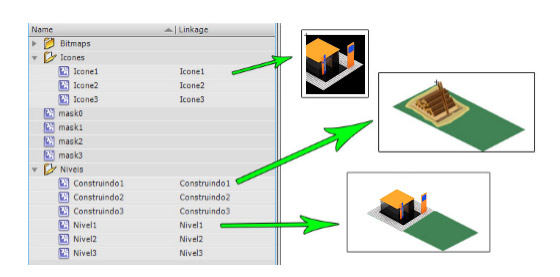 Name Linkage
Bitmaps
Icones
Icone1 Icone1
Icone2 Icone2
Icone3 Icone3
mask0
mask1
mask2
mask3
Niveis
Construindo1 Construindo1
Construindo2 Construindo2
Construindo3 Construindo3
Nivel1 Nivel1
Nivel2 Nivel2
Nivel3 Nivel3